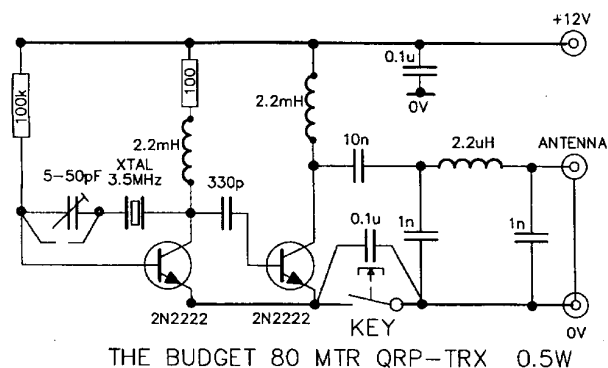 +12V
0.1u
0V
100k
100
2.2mH
2.2mH
10n
2.2uH
ANTENNA
5-50pF
XTAL
3.5MHz
330p
0.1u
1n
1n
2N2222
2N2222
KEY
0V
THE BUDGET 80 MTR QRP-TRX 0.5W